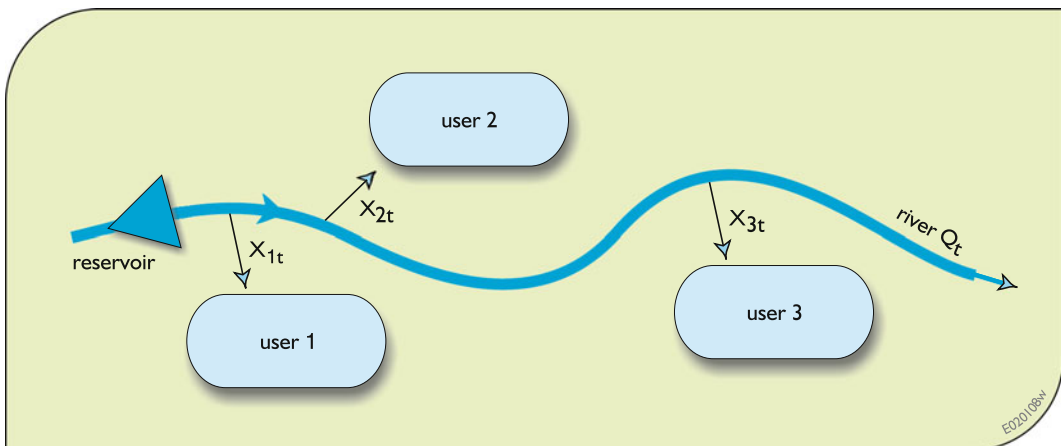 user 2
X2t
reservoir
X1t
user 1
X3t
river Qt
user 3
E020108w